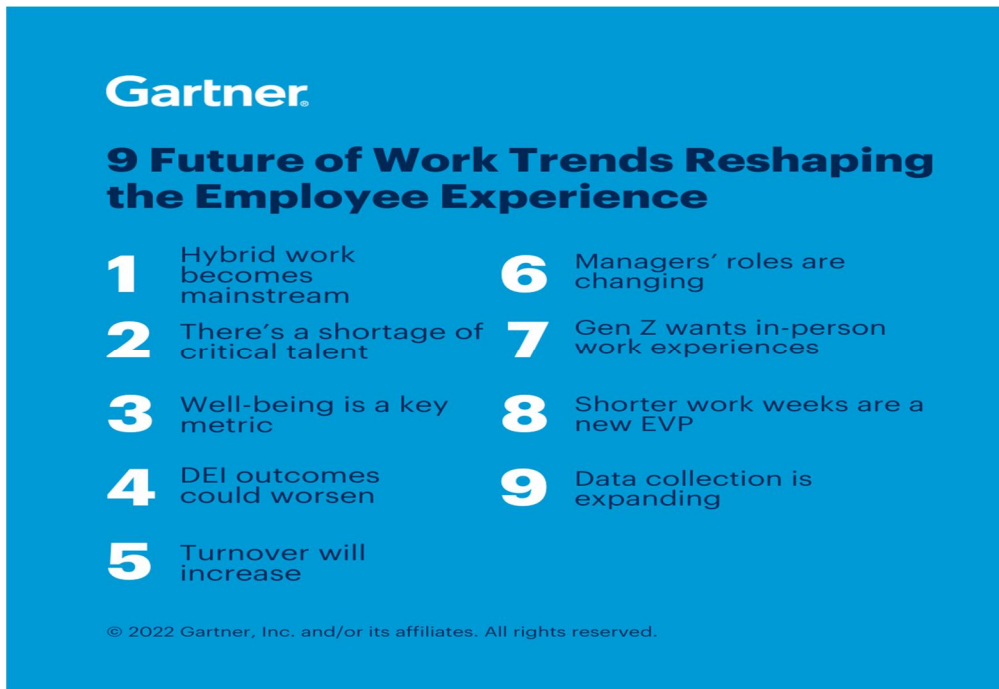 Gartner®
9 Future of Work Trends Reshaping
the Employee Experience
1
Hybrid work
becomes
mainstream
2
There's a shortage of
critical talent
3
Well-being is a key
metric
4
DEI outcomes
could worsen
5
Turnover will
increase
6
Managers' roles are
changing
7
Gen Z wants in-person
work experiences
8
Shorter work weeks are a
new EVP
9
Data collection is
expanding
© 2022 Gartner, Inc. and/or its affiliates. All rights reserved.